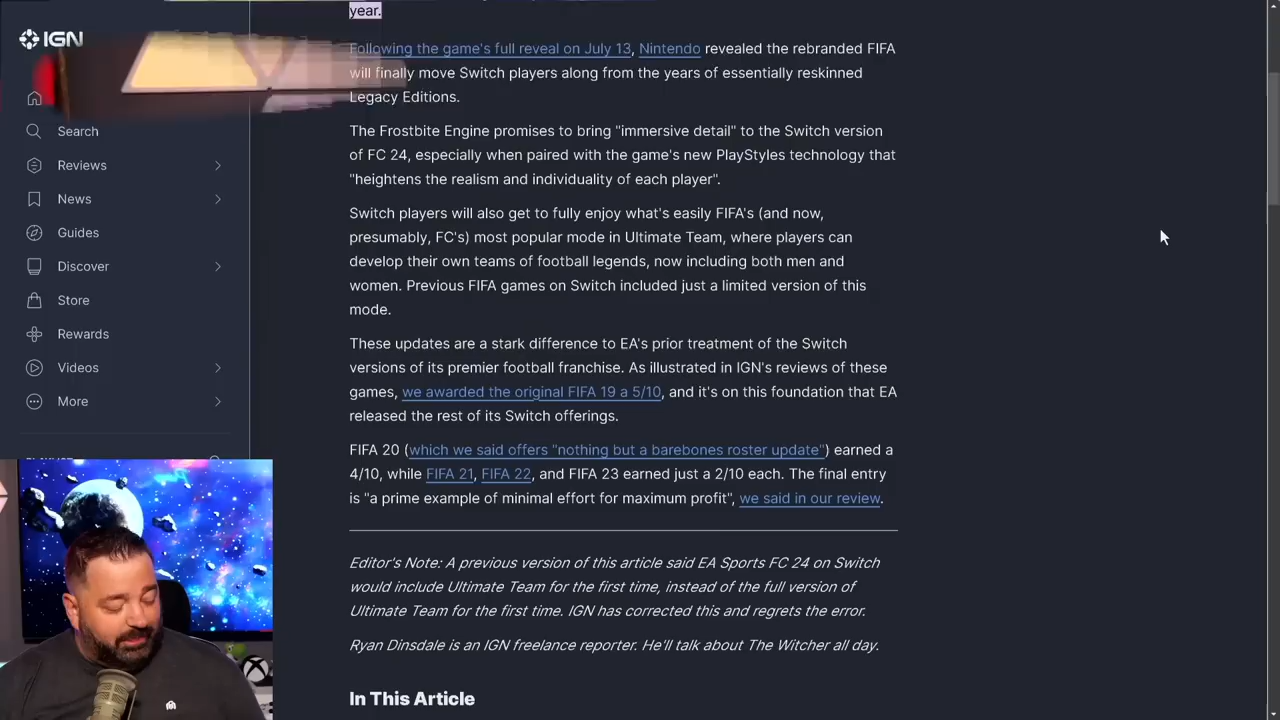 year.
IGN
Following the game's full reveal on July 13, Nintendo revealed the rebranded FIFA
will finally move Switch players along from the years of essentially reskinned
Legacy Editions.
Search
The Frostbite Engine promises to bring "immersive detail" to the Switch version
of FC 24, especially when paired with the game's new PlayStyles technology that
"heightens the realism and individuality of each player".
Reviews
News
Switch players will also get to fully enjoy what's easily FIFA's (and now,
presumably, FC's) most popular mode in Ultimate Team, where players can
develop their own teams of football legends, now including both men and
women. Previous FIFA games on Switch included just a limited version of this
mode.
Guides
Discover
Store
Rewards
These updates are a stark difference to EA's prior treatment of the Switch
versions of its premier football franchise. As illustrated in IGN's reviews of these
games, we awarded the original FIFA 19 a 5/10, and it's on this foundation that EA
released the rest of its Switch offerings.
Videos
More
FIFA 20 (which we said offers "nothing but a barebones roster update") earned a
4/10, while FIFA 21, FIFA 22, and FIFA 23 earned just a 2/10 each. The final entry
is "a prime example of minimal effort for maximum profit", we said in our review.
Editor's Note: A previous version of this article said EA Sports FC 24 on Switch
would include Ultimate Team for the first time, instead of the full version of
Ultimate Team for the first time. IGN has corrected this and regrets the error.
Ryan Dinsdale is an IGN freelance reporter. He'll talk about The Witcher all day.
In This Article